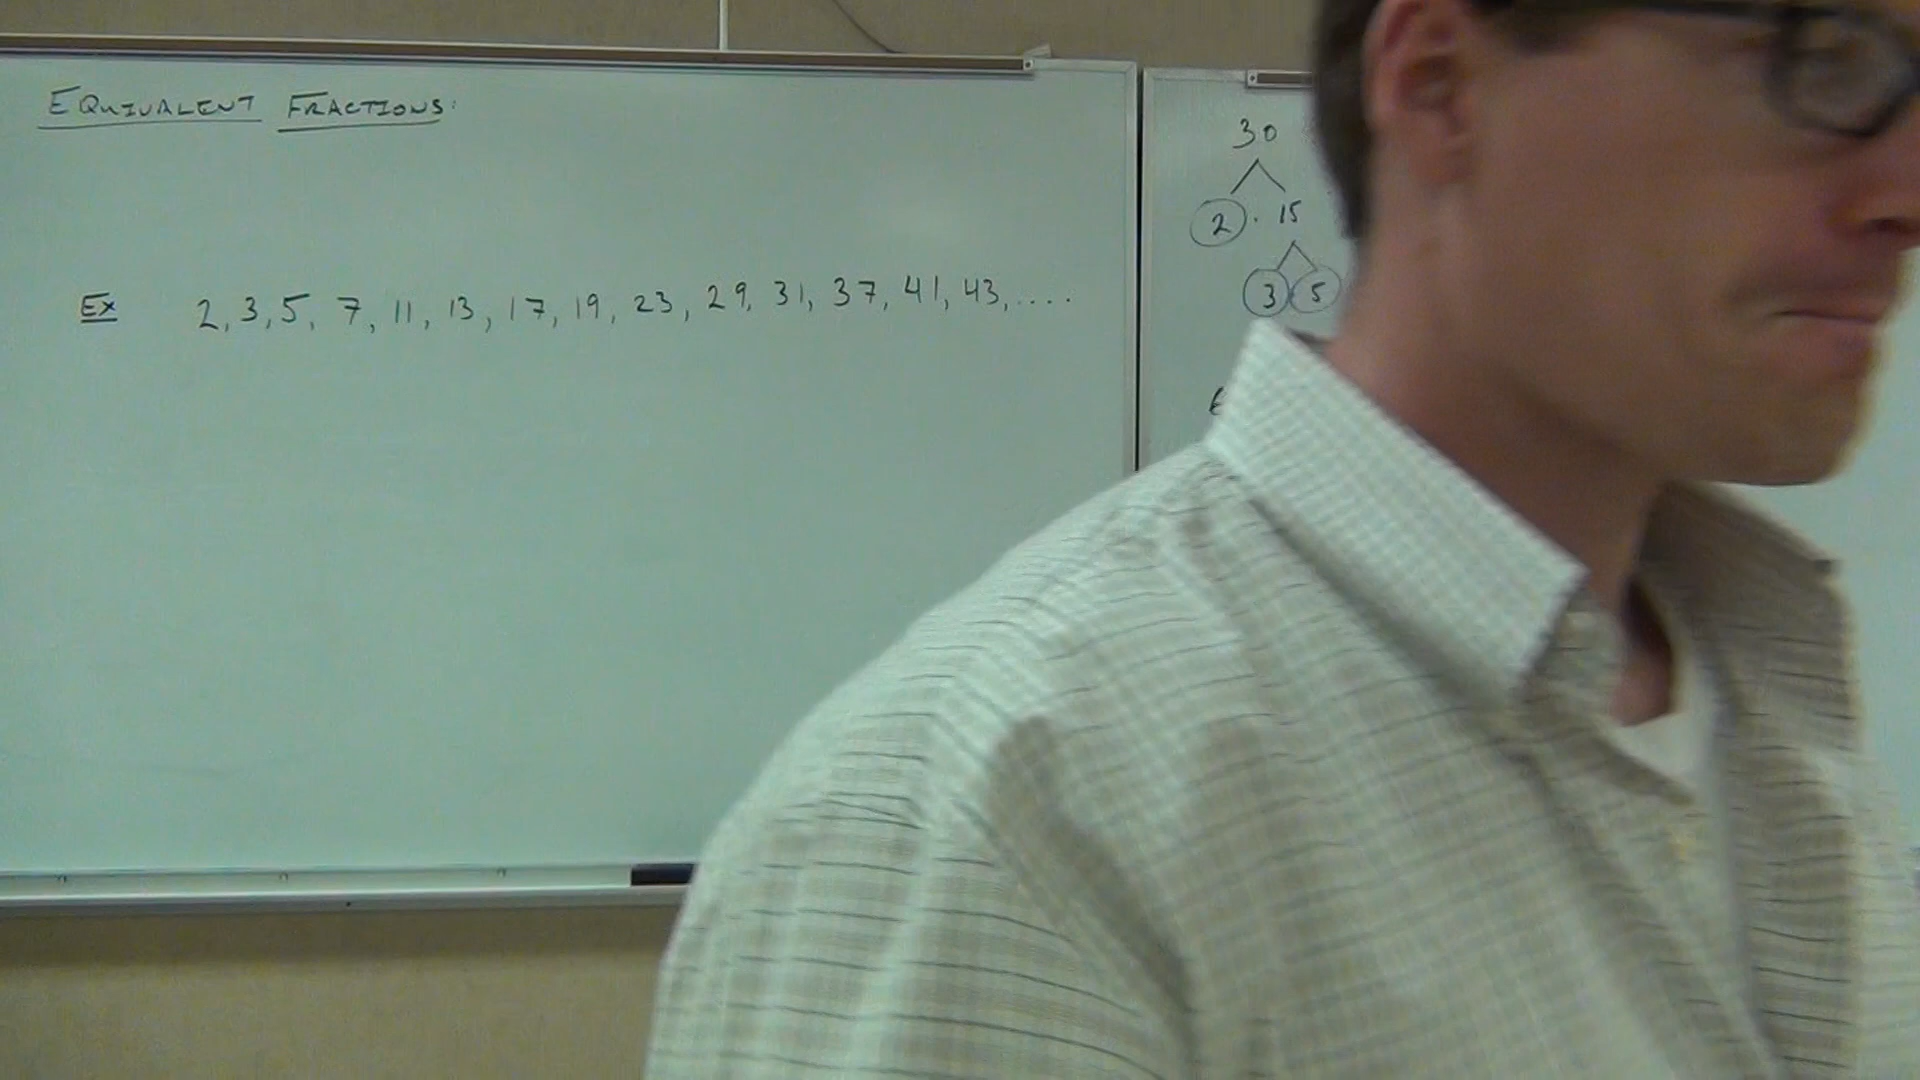 EQUIVALENT FRACTIONS:
Ex 2, 3, 5, 7, 11, 13, 17, 19, 23, 29, 31, 37, 41, 43, ....
30
2 · 15
3 5